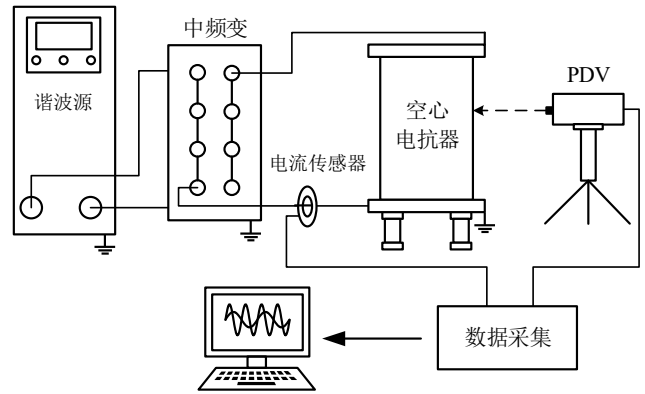 中频变
谐波源
PDV
空心
电抗器
电流传感器
数据采集